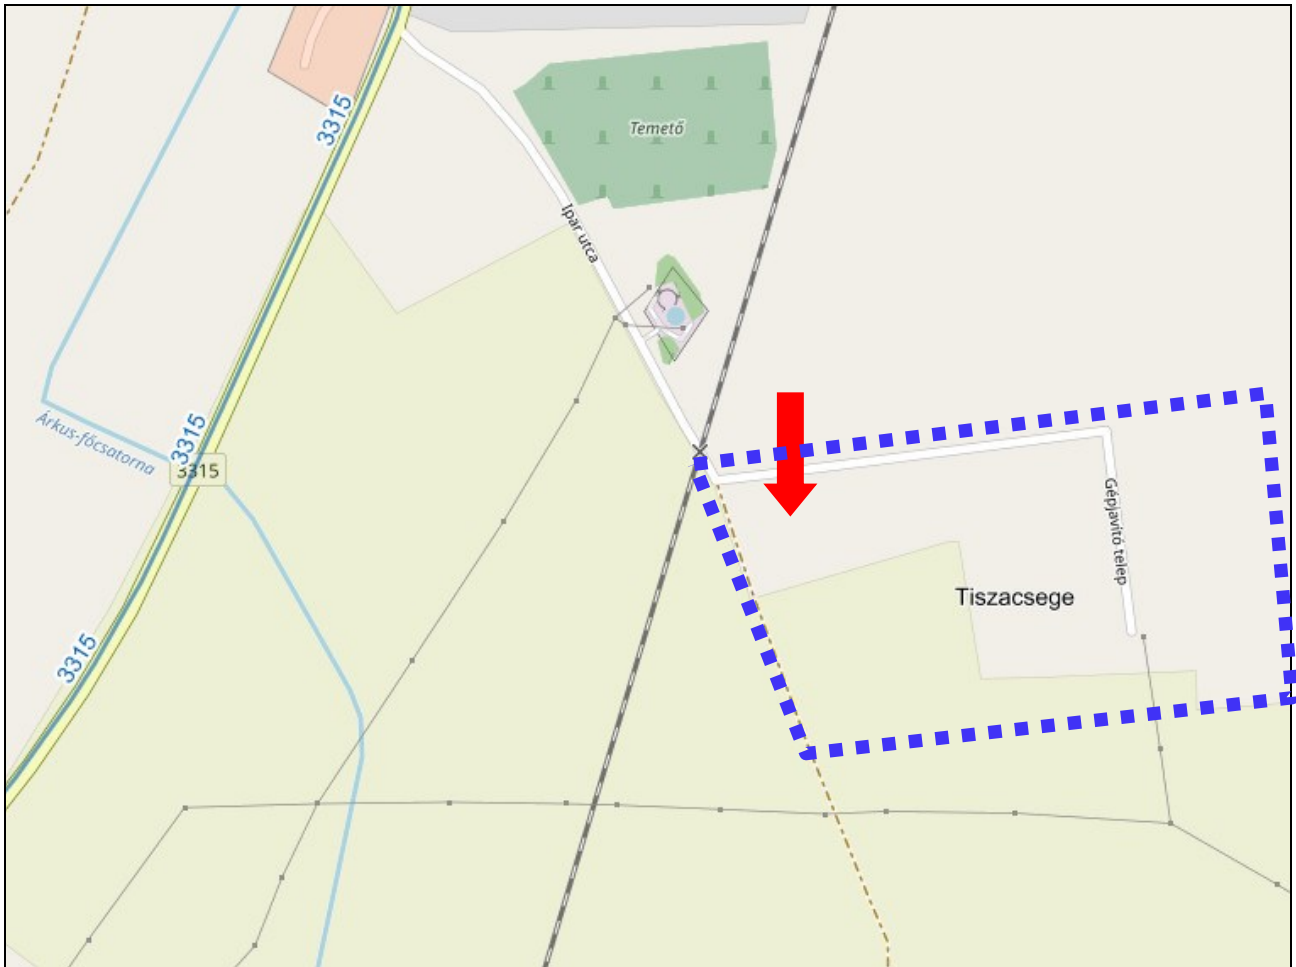 3315
Temető
Ipar utca
Árkus-főcsatorna
3315
3315
Gépjavító telep
Tiszacsege
3315